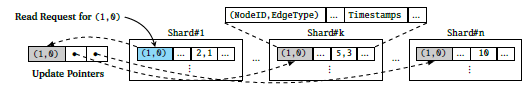 (NodeID,EdgeType) ... Timestamps ...
Read Request for (1,0)
Shard#1 Shard#k Shard#n
(1,0) (1,0) ... 2,1 ... ... (1,0) ... 5,3 ... ... (1,0) ... 10 ...
Update Pointers ⋮ ⋮ ⋮